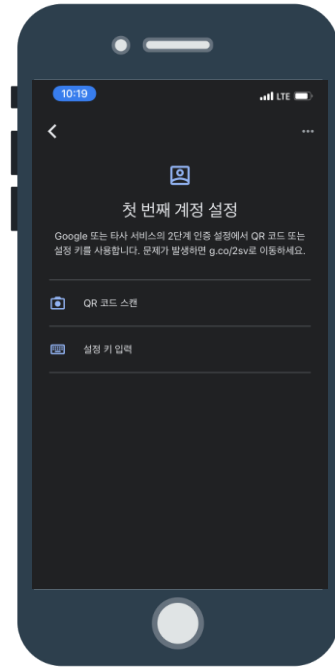 10:19
LTE
첫 번째 계정 설정
Google 또는 타사 서비스의 2단계 인증 설정에서 QR 코드 또는
설정 키를 사용합니다. 문제가 발생하면 g.co/2sv로 이동하세요.
QR 코드 스캔
설정 키 입력